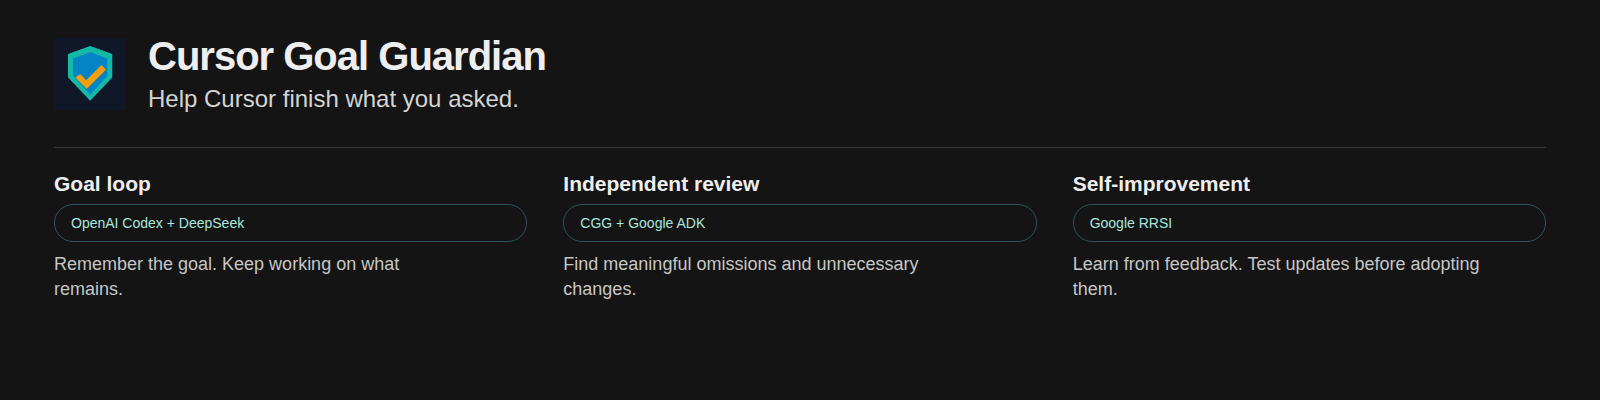 Cursor Goal Guardian
Help Cursor finish what you asked.
Goal loop
OpenAI Codex + DeepSeek
Remember the goal. Keep working on what
remains.
Independent review
CGG + Google ADK
Find meaningful omissions and unnecessary
changes.
Self-improvement
Google RRSI
Learn from feedback. Test updates before adopting
them.